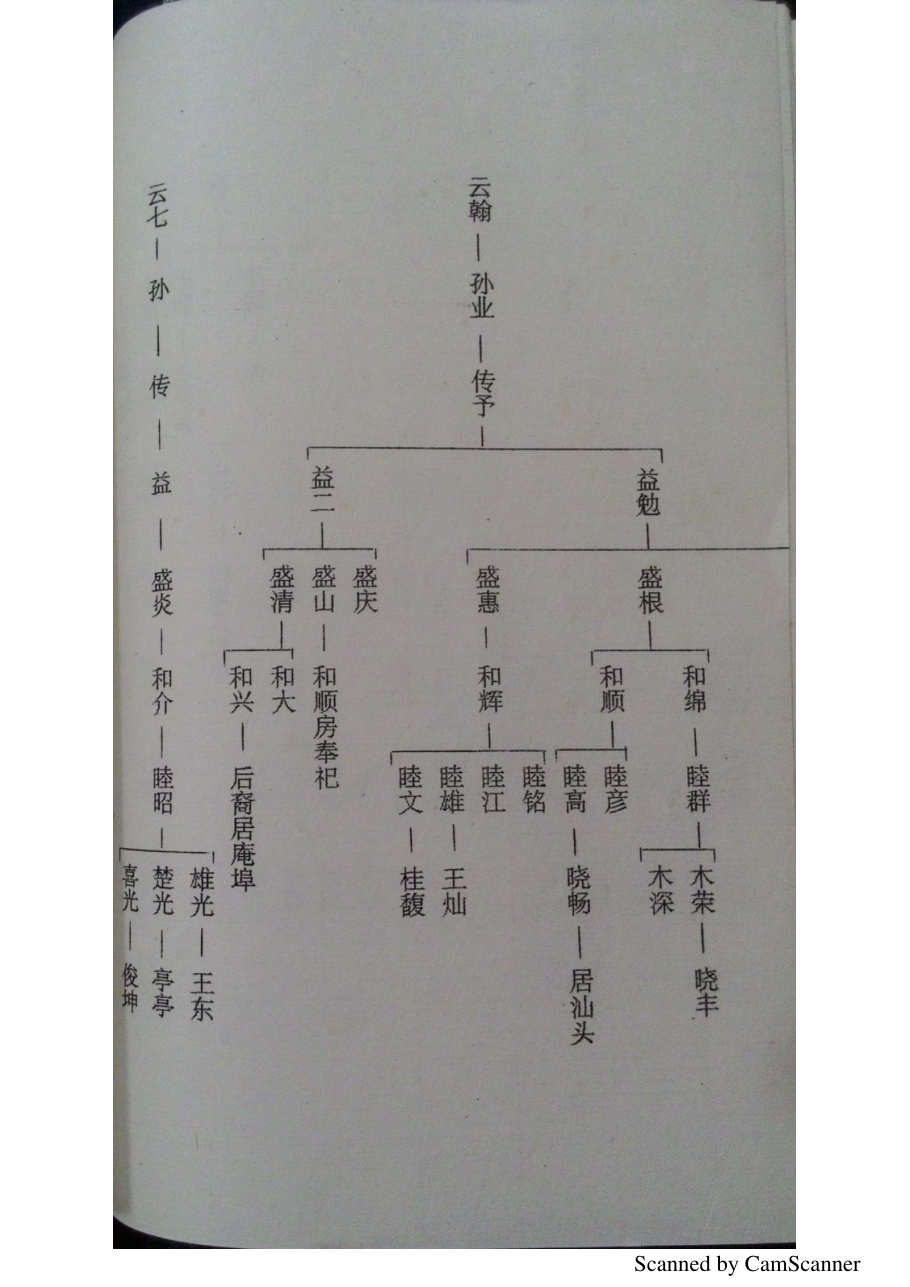 云翰
孙业
传予
益勉
益二
盛根
盛惠
盛庆
盛山
盛清
和绵
和顺
和辉
和顺房奉祀
和大
和兴
睦群
睦彦
睦高
睦铭
睦江
睦雄
睦文
后裔居庵埠
木荣
木深
晓畅
王灿
桂馥
晓丰
居汕头
云七
孙
传
益
盛炎
和介
睦昭
雄光
楚光
喜光
王东
亭亭
俊坤
Scanned by CamScanner